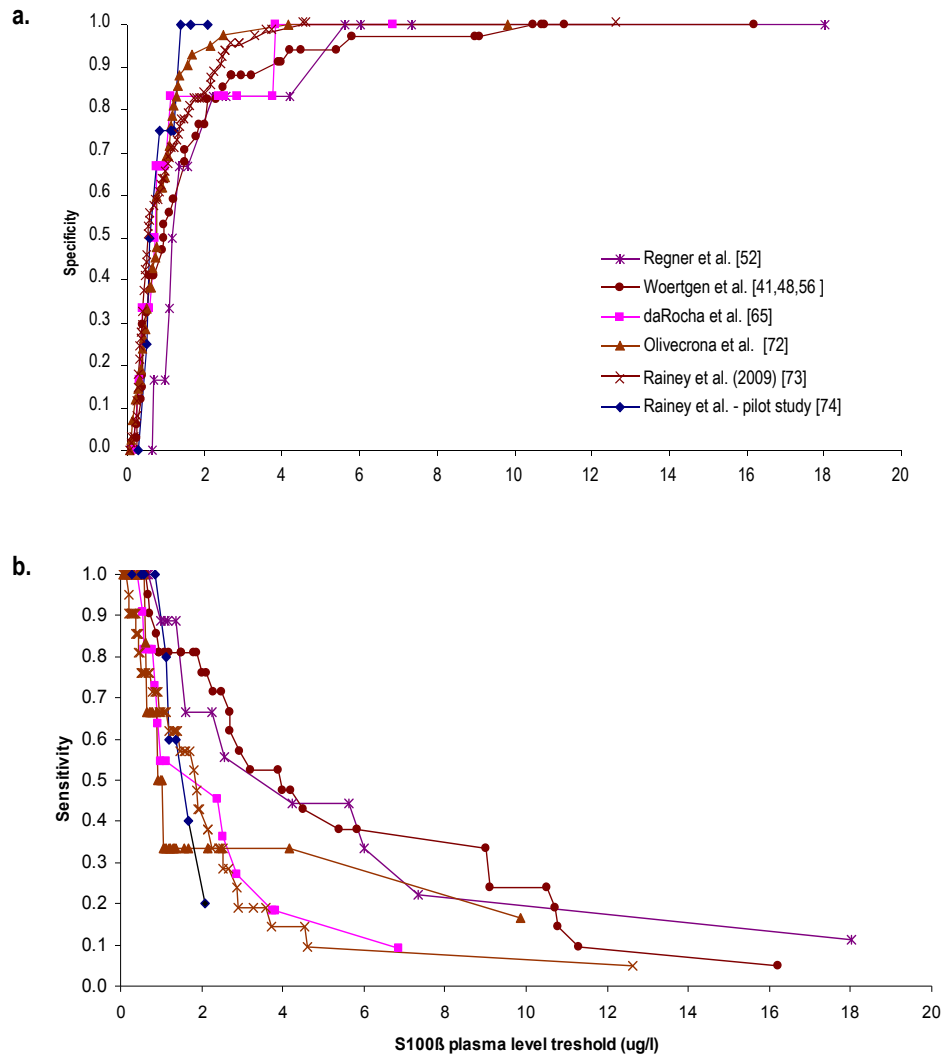 a.
1.0
0.9
0.8
0.7
0.6
0.5
0.4
0.3
0.2
0.1
0.0
Specificity
0 2 4 6 8 10 12 14 16 18 20
Regner et al. [52]
Woertgen et al. [41,48,56 ]
daRocha et al. [65]
Olivecrona et al. [72]
Rainey et al. (2009) [73]
Rainey et al. - pilot study [74]
b.
1.0
0.9
0.8
0.7
0.6
0.5
0.4
0.3
0.2
0.1
0.0
Sensitivity
0 2 4 6 8 10 12 14 16 18 20
S100ß plasma level treshold (ug/l)